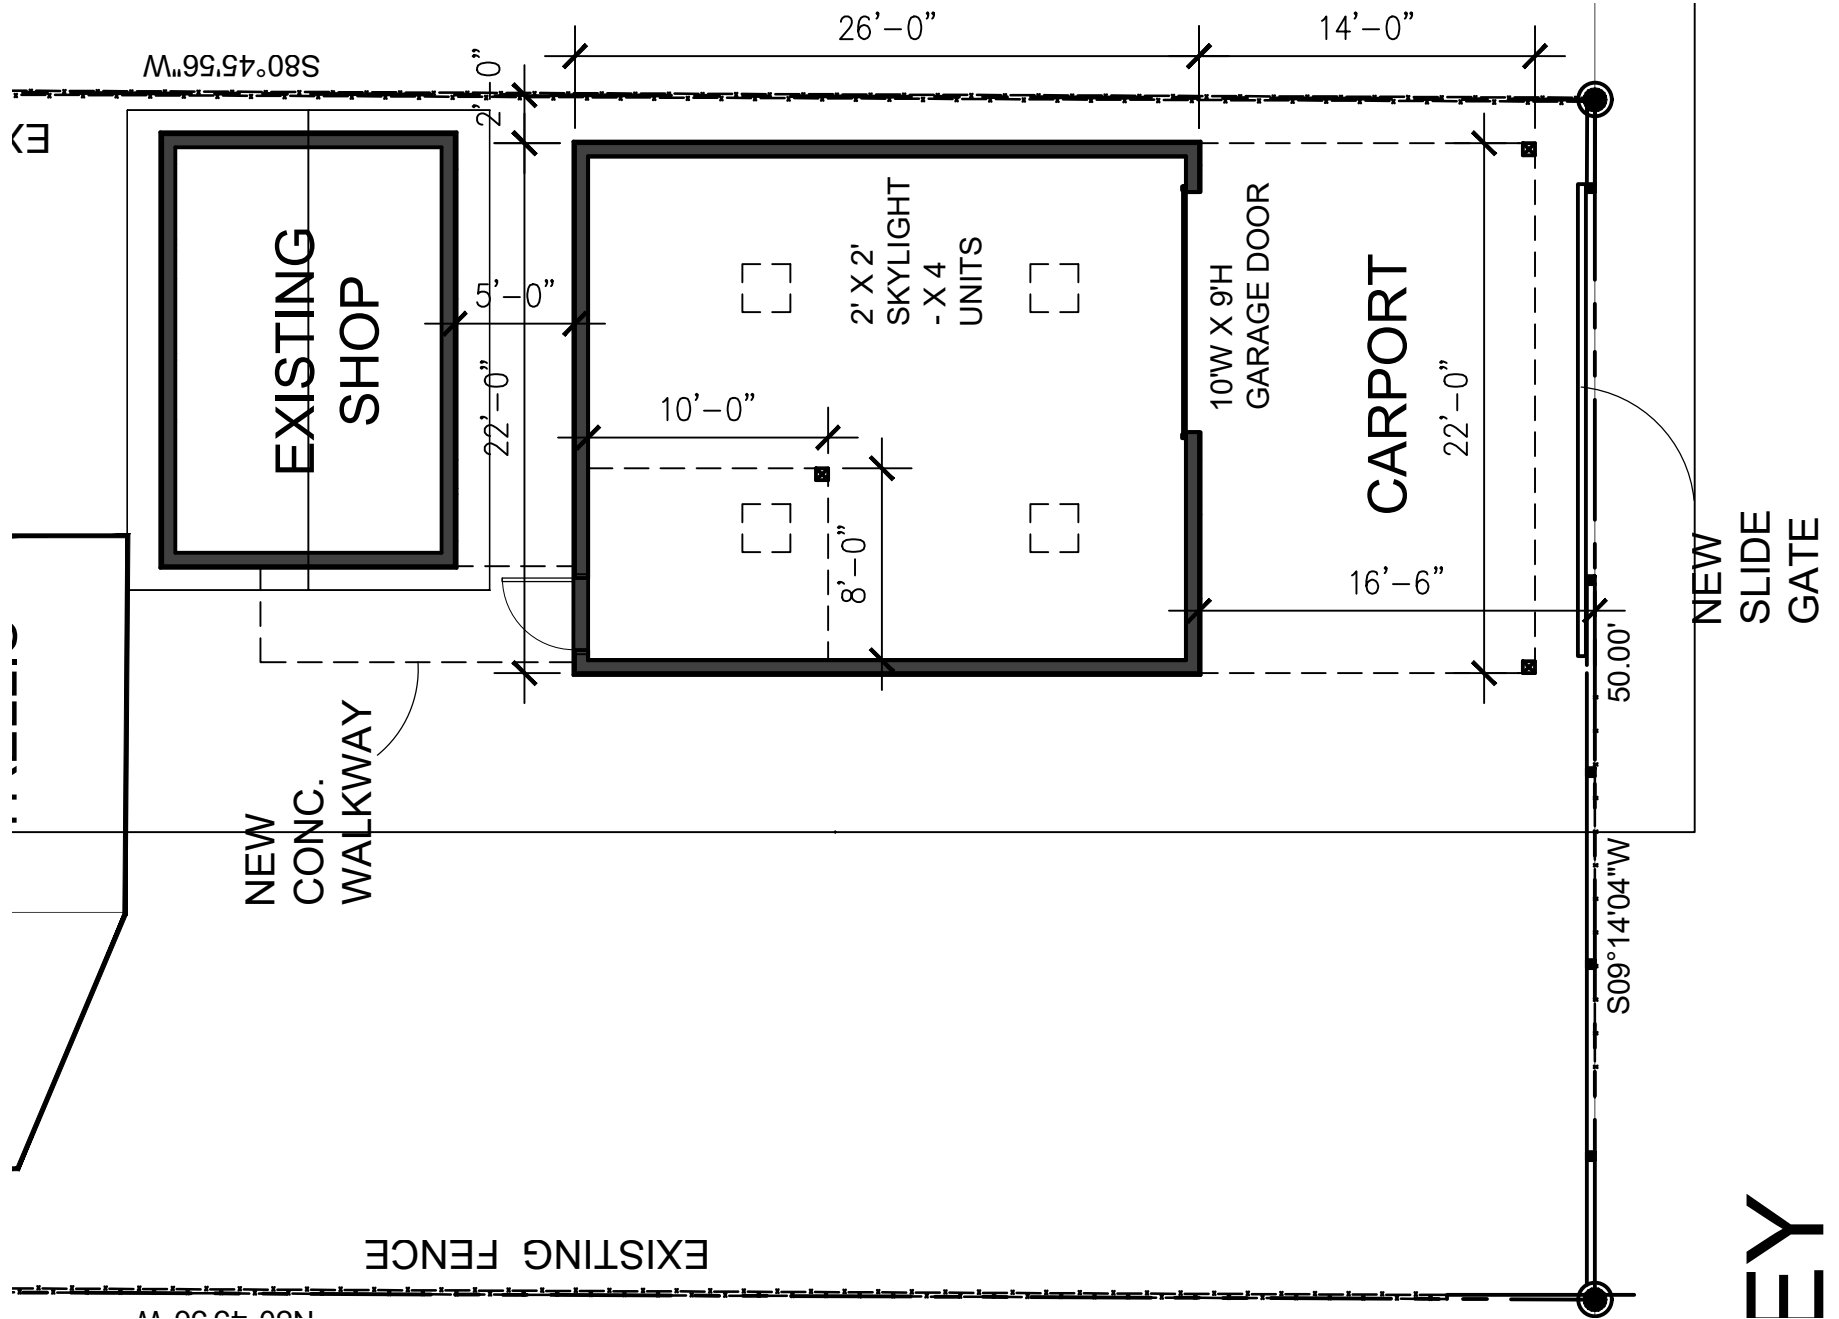 26’-0”
14’-0”
S80°45'56"W
2’-0”
EXISTING
SHOP
5’-0”
22’-0”
2' X 2'
SKYLIGHT
- X 4
UNITS
10'W X 9'H
GARAGE DOOR
CARPORT
22’-0”
10’-0”
8’-0”
16’-6”
NEW
SLIDE
GATE
50.00'
S09°14'04"W
NEW
CONC.
WALKWAY
EXISTING FENCE